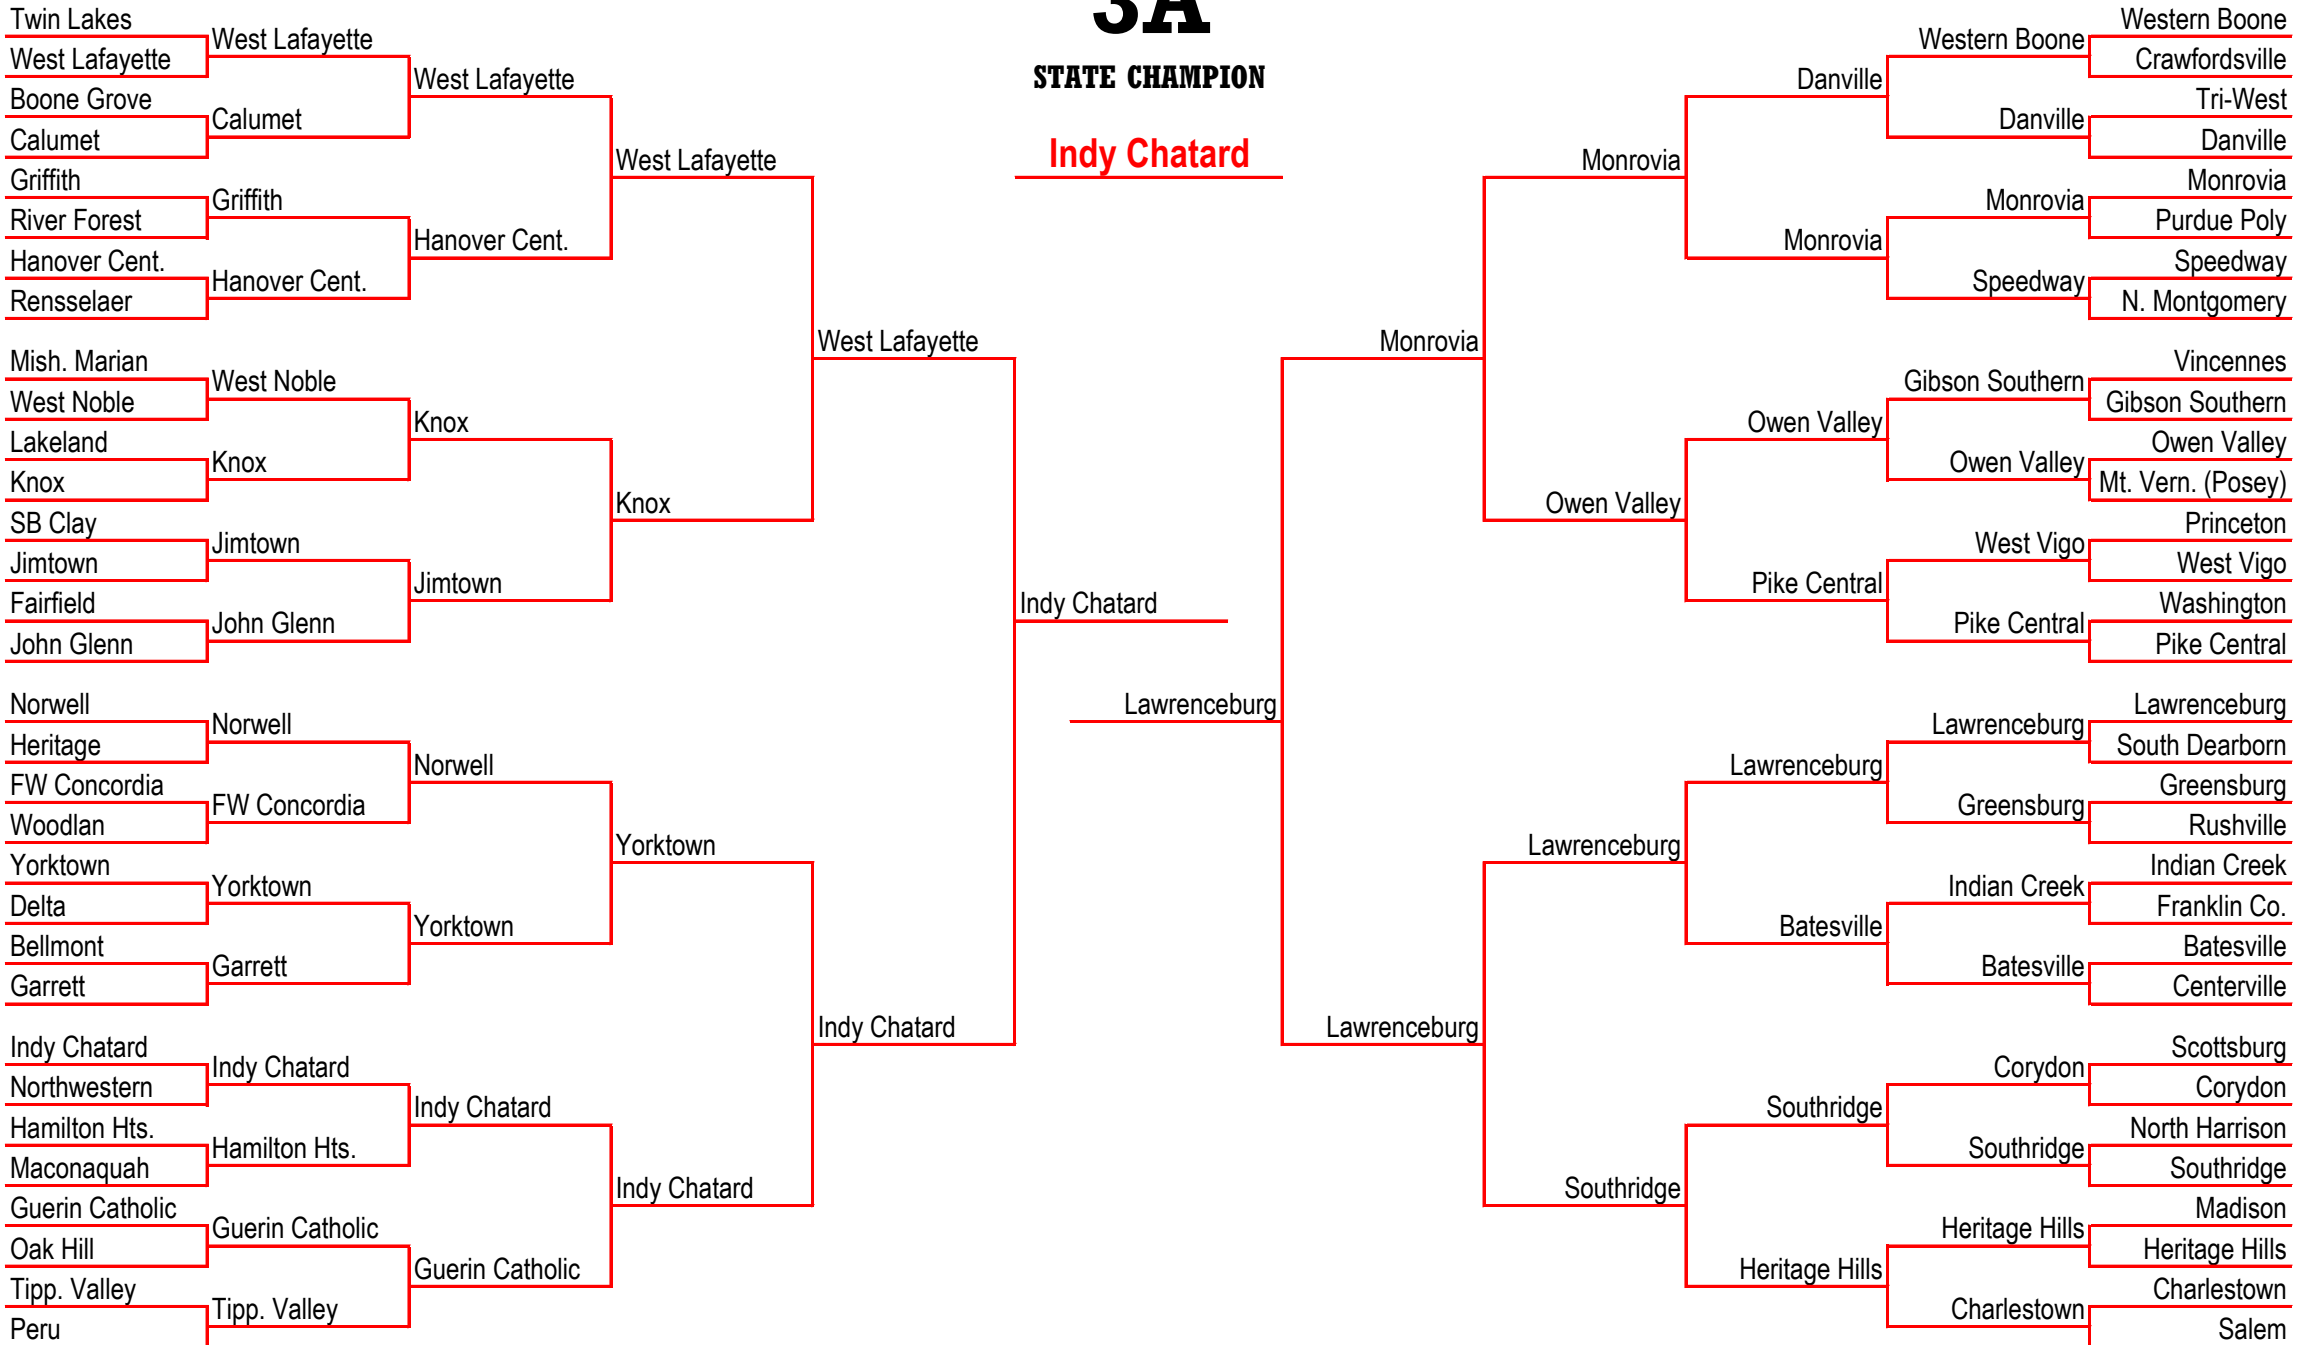 3A
STATE CHAMPION
Indy Chatard
Twin Lakes
West Lafayette
Boone Grove
Calumet
Griffith
River Forest
Hanover Cent.
Rensselaer
Mish. Marian
West Noble
Lakeland
Knox
SB Clay
Jimtown
Fairfield
John Glenn
Norwell
Heritage
FW Concordia
Woodlan
Yorktown
Delta
Bellmont
Garrett
Indy Chatard
Northwestern
Hamilton Hts.
Maconaquah
Guerin Catholic
Oak Hill
Tipp. Valley
Peru
West Lafayette
Calumet
Griffith
Hanover Cent.
West Noble
Knox
Jimtown
John Glenn
Norwell
FW Concordia
Yorktown
Garrett
Indy Chatard
Hamilton Hts.
Guerin Catholic
Tipp. Valley
West Lafayette
Hanover Cent.
Knox
Jimtown
Norwell
Yorktown
Indy Chatard
Guerin Catholic
West Lafayette
Knox
Yorktown
Indy Chatard
West Lafayette
Indy Chatard
Indy Chatard
Lawrenceburg
Monrovia
Lawrenceburg
Monrovia
Owen Valley
Lawrenceburg
Southridge
Danville
Monrovia
Owen Valley
Pike Central
Lawrenceburg
Batesville
Southridge
Heritage Hills
Western Boone
Danville
Monrovia
Speedway
Gibson Southern
Owen Valley
West Vigo
Pike Central
Lawrenceburg
Greensburg
Indian Creek
Batesville
Corydon
Southridge
Heritage Hills
Charlestown
Western Boone
Crawfordsville
Tri-West
Danville
Monrovia
Purdue Poly
Speedway
N. Montgomery
Vincennes
Gibson Southern
Owen Valley
Mt. Vern. (Posey)
Princeton
West Vigo
Washington
Pike Central
Lawrenceburg
South Dearborn
Greensburg
Rushville
Indian Creek
Franklin Co.
Batesville
Centerville
Scottsburg
Corydon
North Harrison
Southridge
Madison
Heritage Hills
Charlestown
Salem